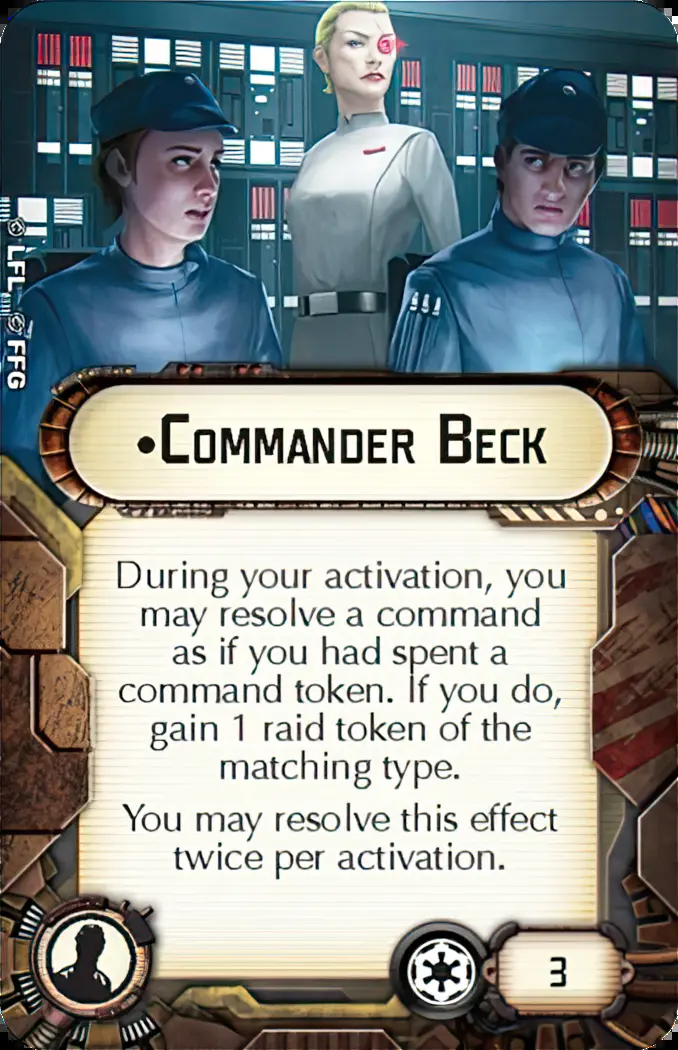 LFL FFG
•Commander Beck
During your activation, you
may resolve a command
as if you had spent a
command token. If you do,
gain 1 raid token of the
matching type.
You may resolve this effect
twice per activation.
3